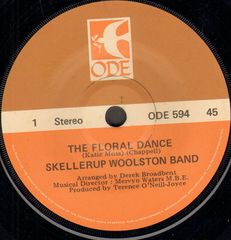 ODE
1 Stereo ODE 594 45
THE FLORAL DANCE
(Katie Moss) (Chappell)
SKELLERUP WOOLSTON BAND
Arranged by Derek Broadbent
Musical Director : Mervyn Waters M.B.E.
Produced by Terence O'Neill-Joyce